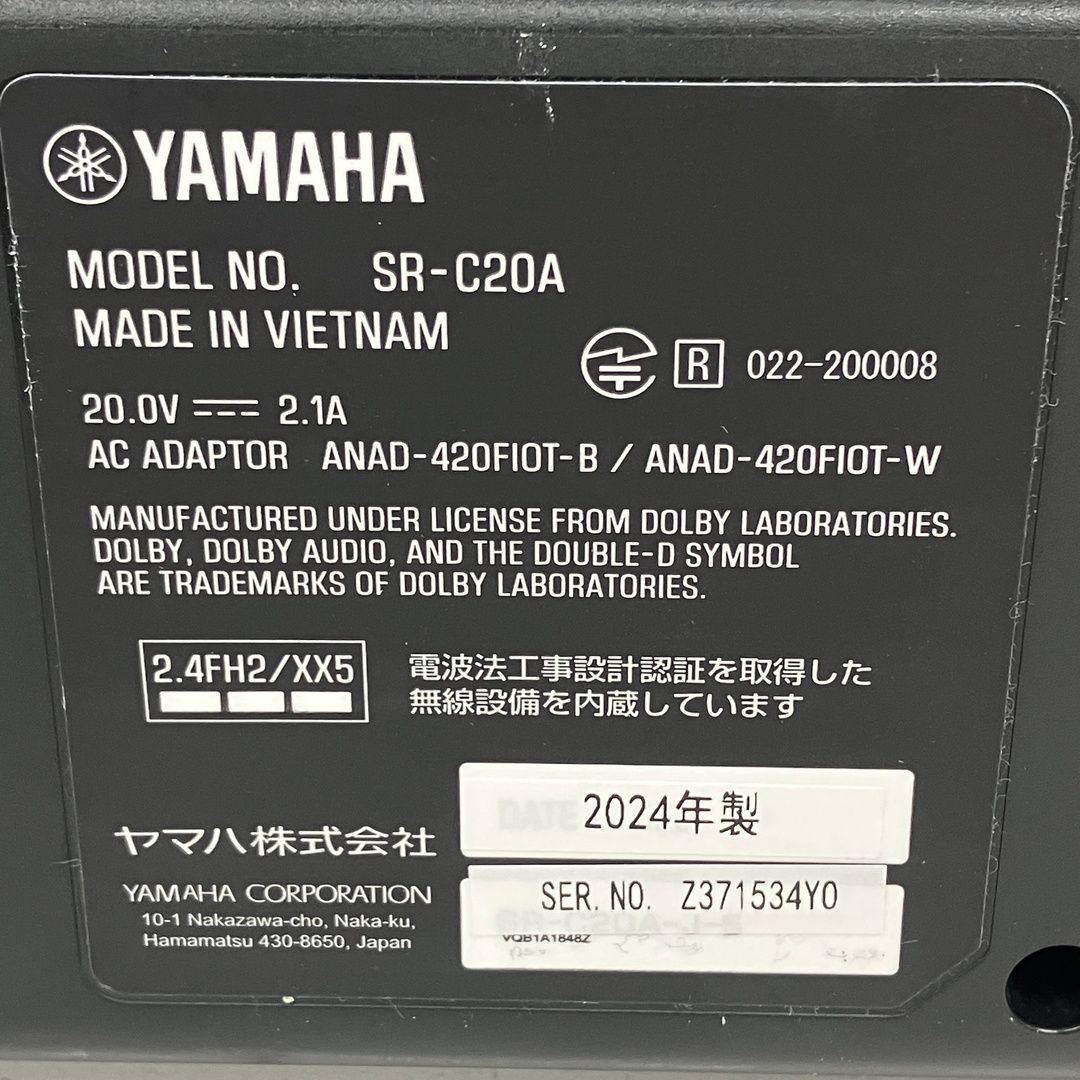 YAMAHA
MODEL NO. SR-C20A
MADE IN VIETNAM
R 022-200008
20.0V 2.1A
AC ADAPTOR ANAD-420FIOT-B / ANAD-420FIOT-W
MANUFACTURED UNDER LICENSE FROM DOLBY LABORATORIES.
DOLBY, DOLBY AUDIO, AND THE DOUBLE-D SYMBOL
ARE TRADEMARKS OF DOLBY LABORATORIES.
2.4FH2/XX5
電波法工事設計認証を取得した
無線設備を内蔵しています
DATE 2024年製
ヤマハ株式会社
YAMAHA CORPORATION
10-1 Nakazawa-cho, Naka-ku,
Hamamatsu 430-8650, Japan
SER. NO. Z371534Y0
VQB1A1848Z